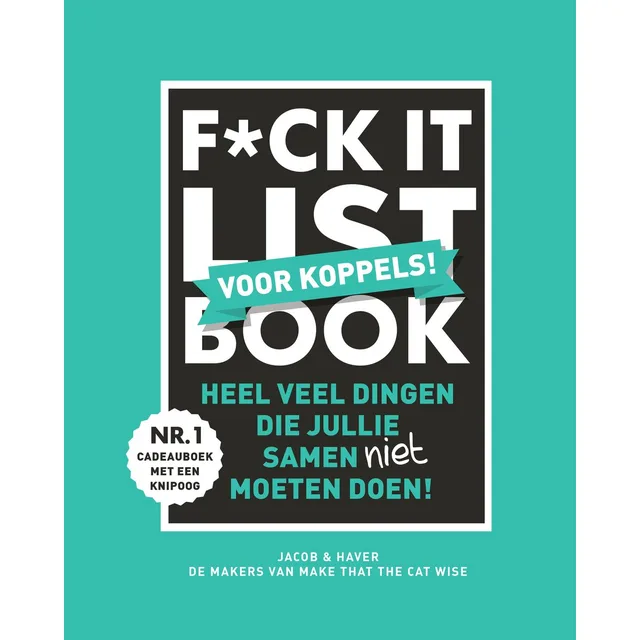 F*CK IT
LIST
VOOR KOPPELS!
BOOK
HEEL VEEL DINGEN
DIE JULLIE
SAMEN niet
MOETEN DOEN!
NR.1
CADEAUBOEK
MET EEN
KNIPOOG
JACOB & HAVER
DE MAKERS VAN MAKE THAT THE CAT WISE